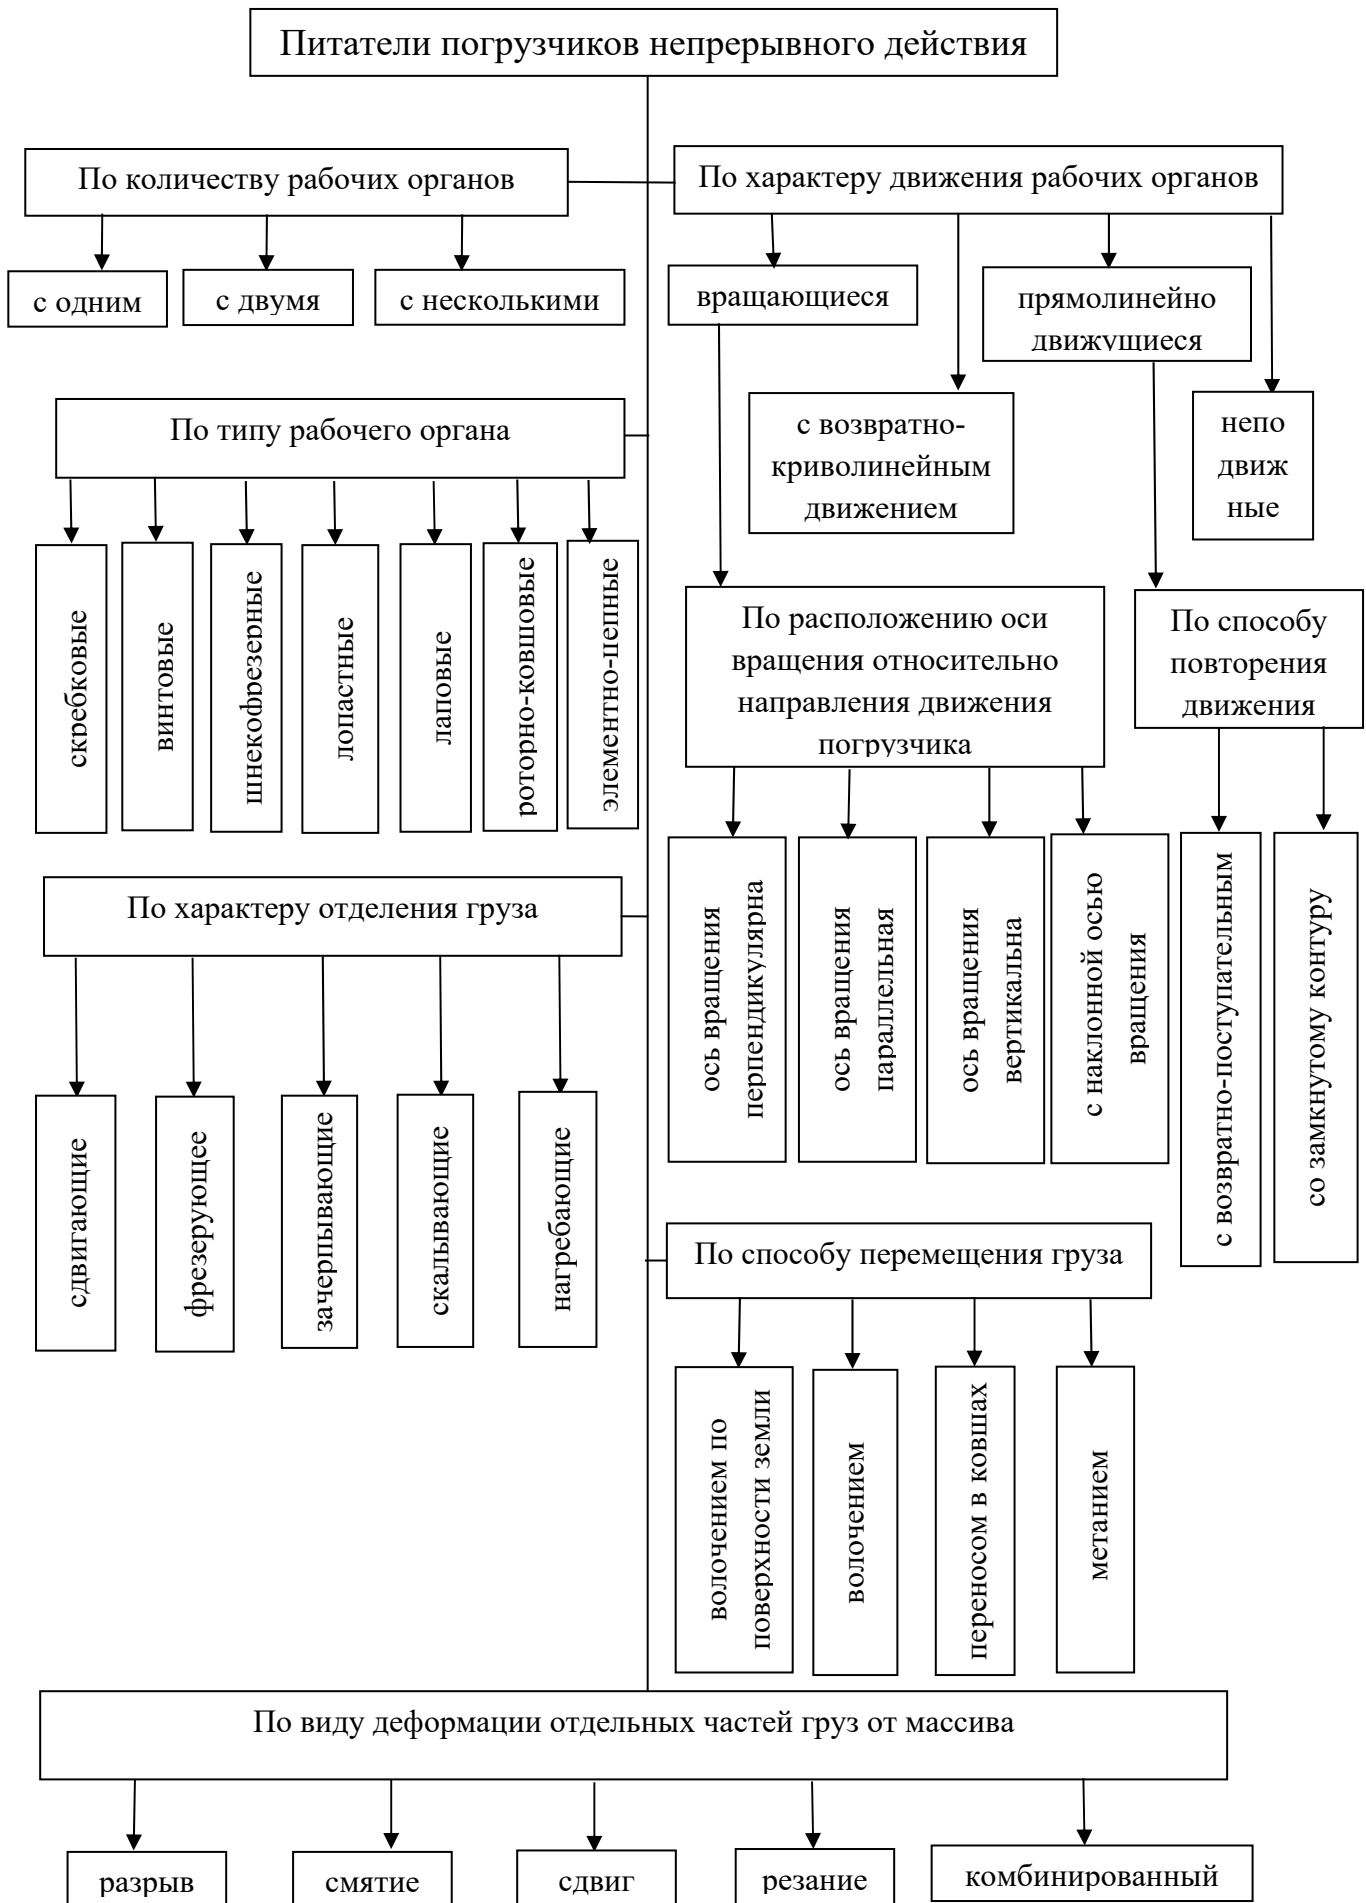 Питатели погрузчиков непрерывного действия
По количеству рабочих органов
с одним
с двумя
с несколькими
По характеру движения рабочих органов
вращающиеся
прямолинейно
движущиеся
с возвратно-
криволинейным
движением
непо
движ
ные
По типу рабочего органа
скребковые
винтовые
шнекофрезерные
лопастные
лаповые
роторно-ковшовые
элементно-цепные
По расположению оси
вращения относительно
направления движения
погрузчика
По способу
повторения
движения
ось вращения
перпендикулярна
ось вращения
параллельная
ось вращения
вертикальна
с наклонной осью
вращения
с возвратно-поступательным
со замкнутому контуру
По характеру отделения груза
сдвигающие
фрезерующее
зачерпывающие
скалывающие
нагребающие
По способу перемещения груза
волочением по
поверхности земли
волочением
переносом в ковшах
метанием
По виду деформации отдельных частей груз от массива
разрыв
смятие
сдвиг
резание
комбинированный